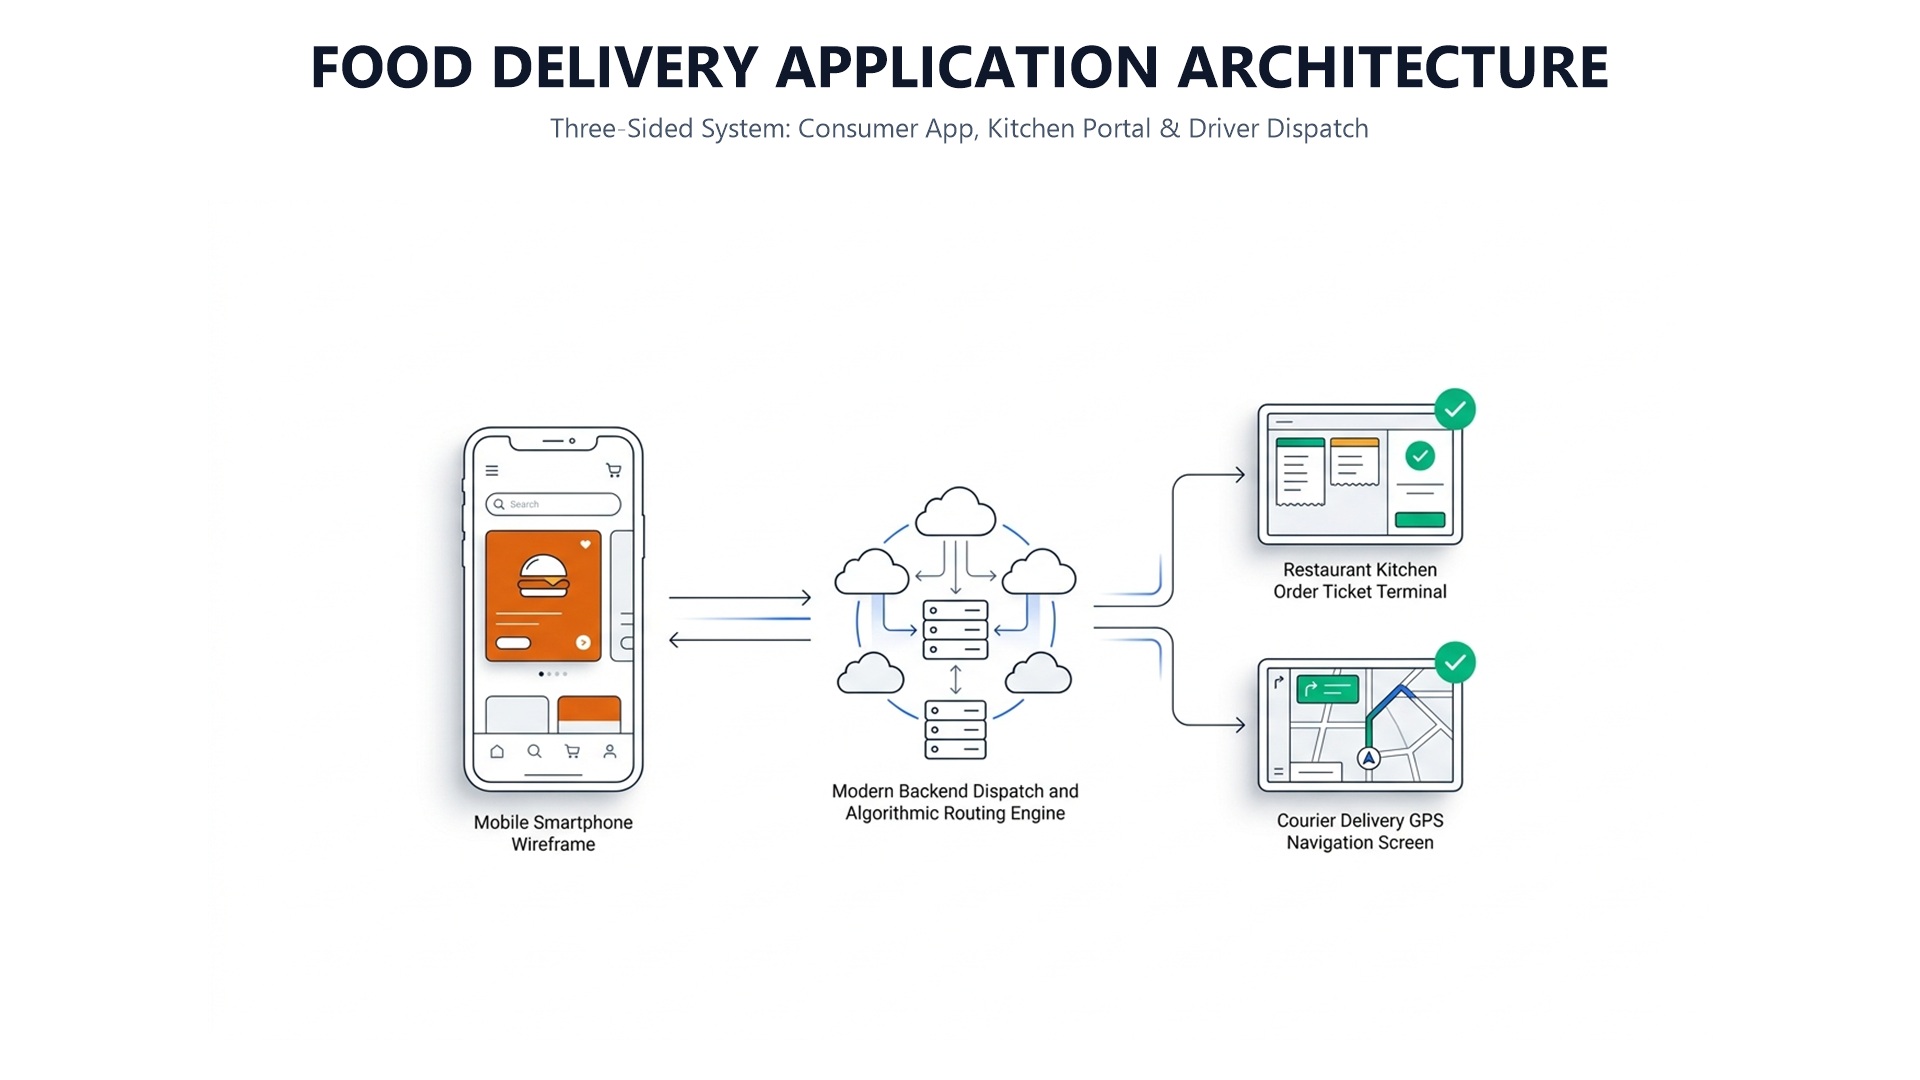 FOOD DELIVERY APPLICATION ARCHITECTURE
Three-Sided System: Consumer App, Kitchen Portal & Driver Dispatch
Search
Mobile Smartphone
Wireframe
Modern Backend Dispatch and
Algorithmic Routing Engine
Restaurant Kitchen
Order Ticket Terminal
Courier Delivery GPS
Navigation Screen